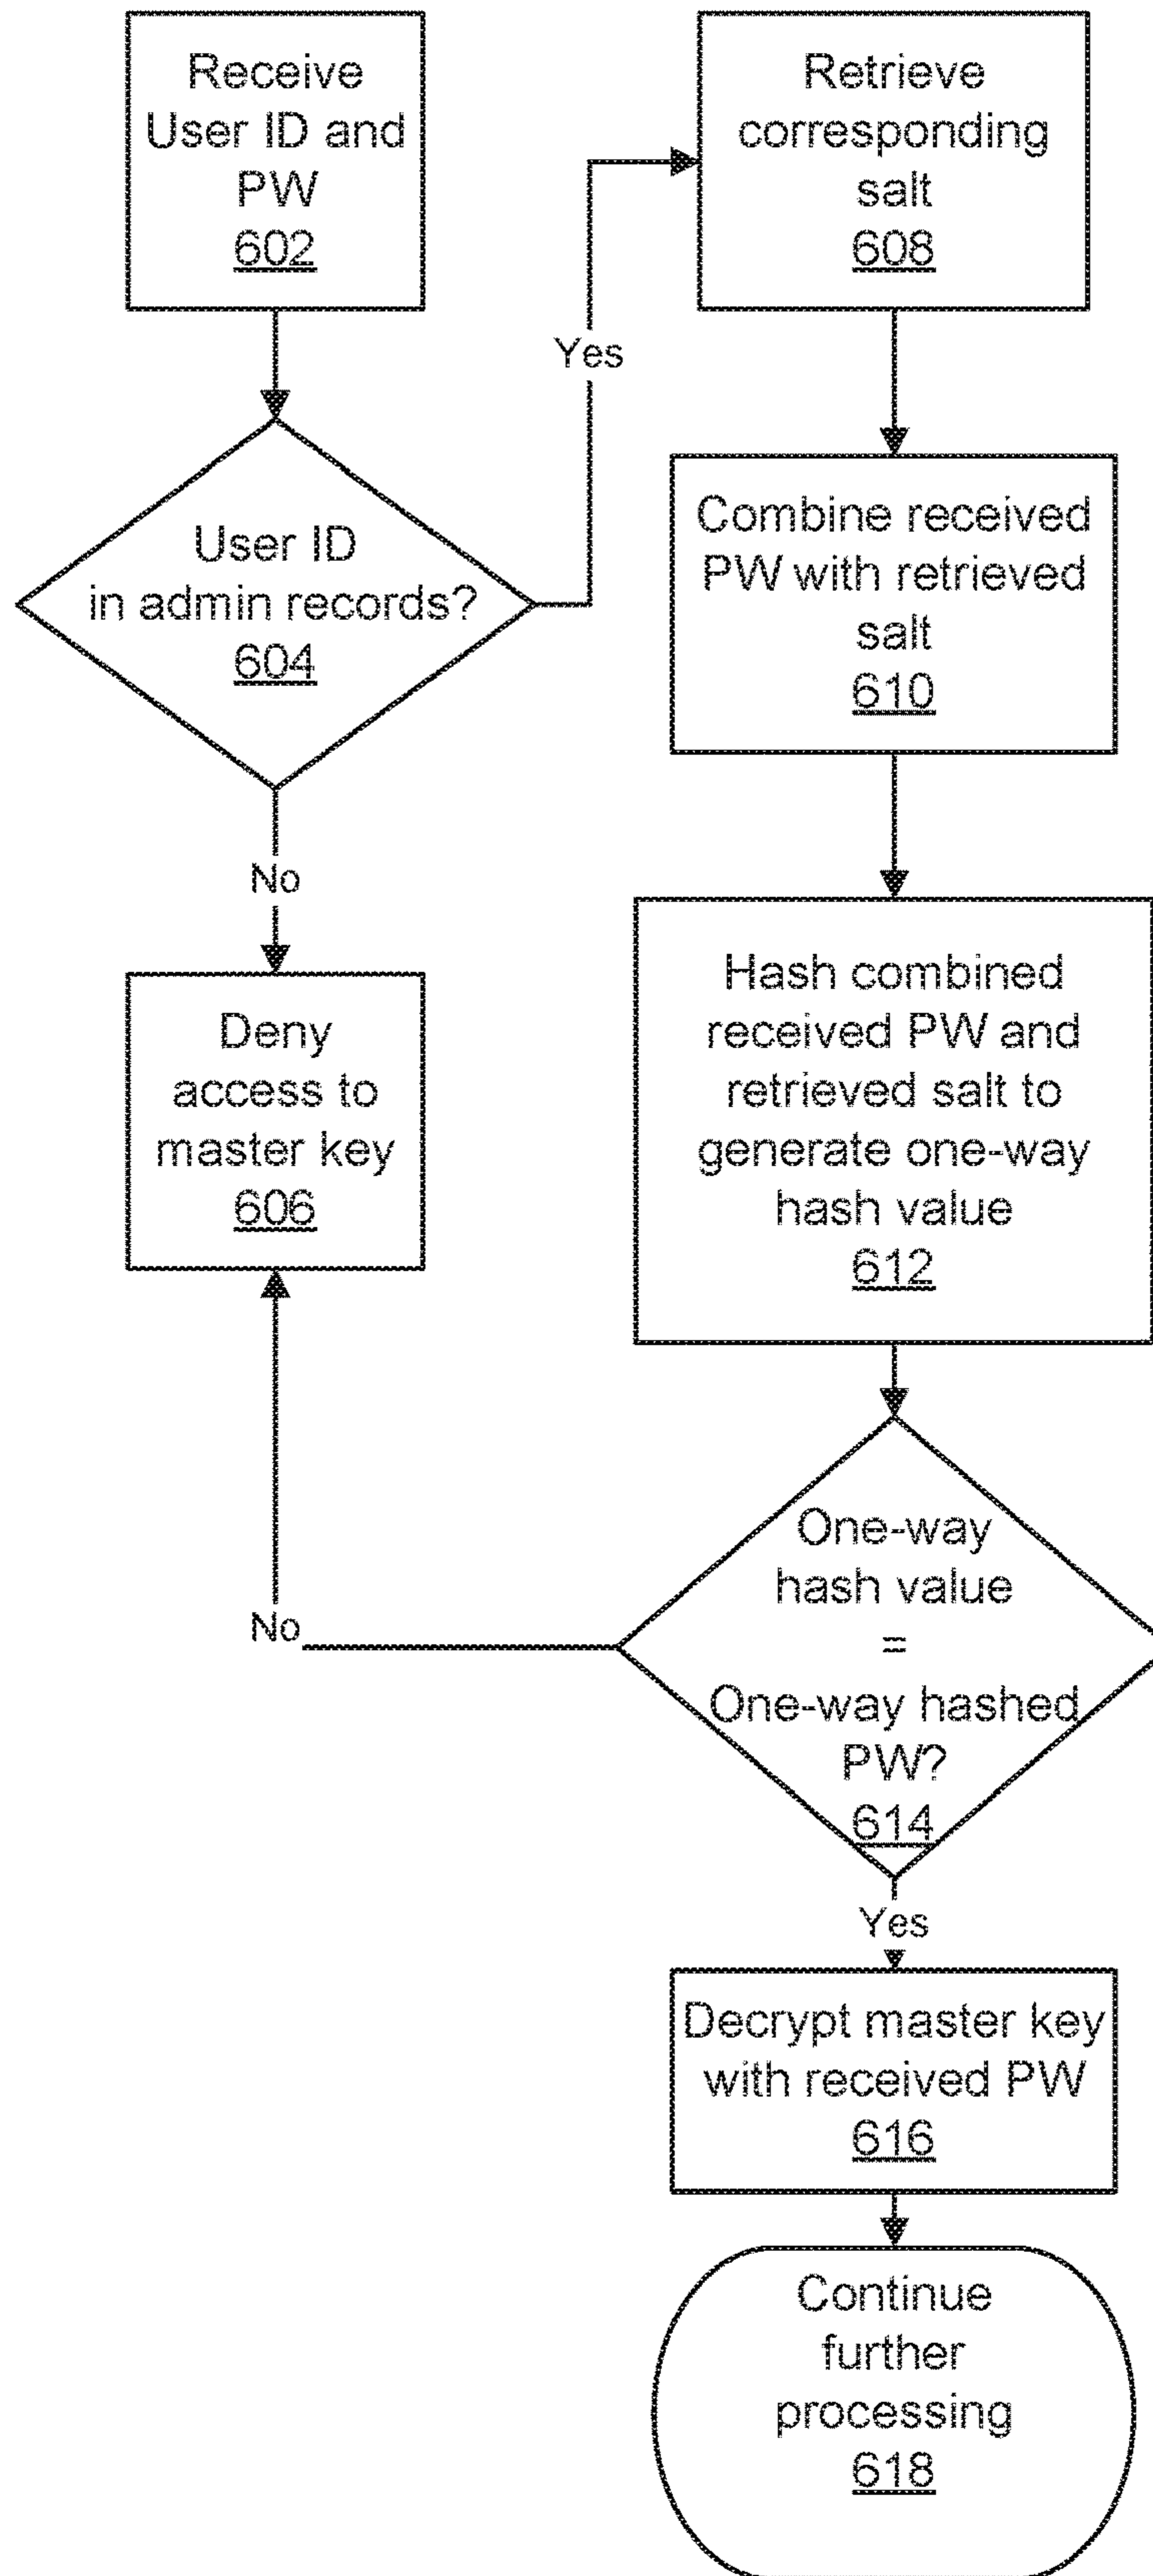 Receive
User ID and
PW
602
User ID
in admin records?
604
No
Deny
access to
master key
606
Yes
Retrieve
corresponding
salt
608
Combine received
PW with retrieved
salt
610
Hash combined
received PW and
retrieved salt to
generate one-way
hash value
612
One-way
hash value
=
One-way hashed
PW?
614
No
Yes
Decrypt master key
with received PW
616
Continue
further
processing
618